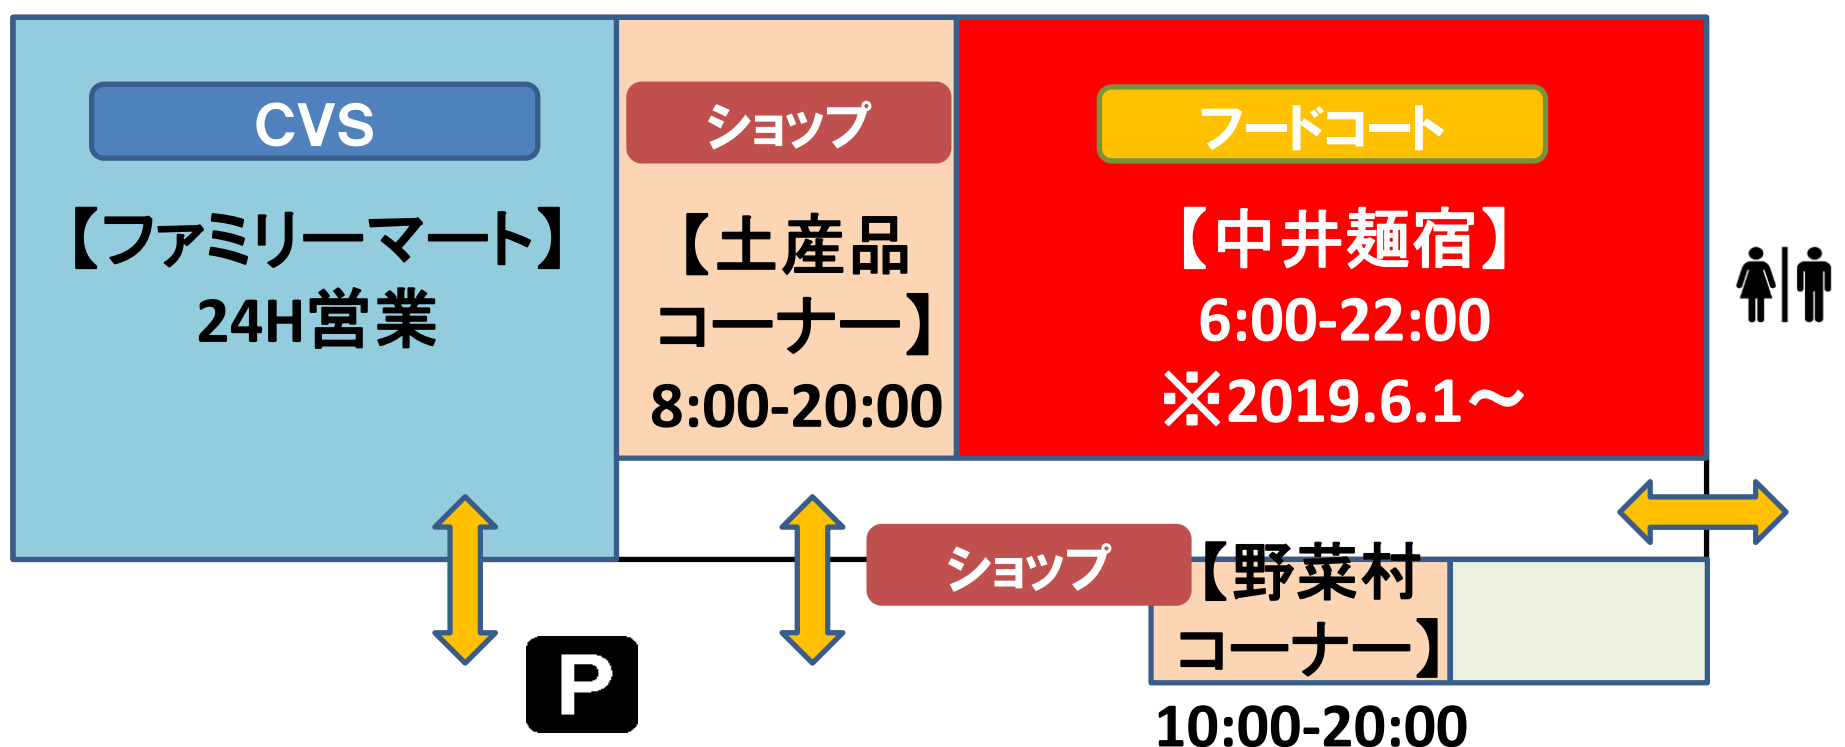 CVS
【ファミリーマート】
24H営業
ショップ
【土産品
コーナー】
8:00-20:00
フードコート
【中井麺宿】
6:00-22:00
※2019.6.1～
ショップ
【野菜村
コーナー】
10:00-20:00
P